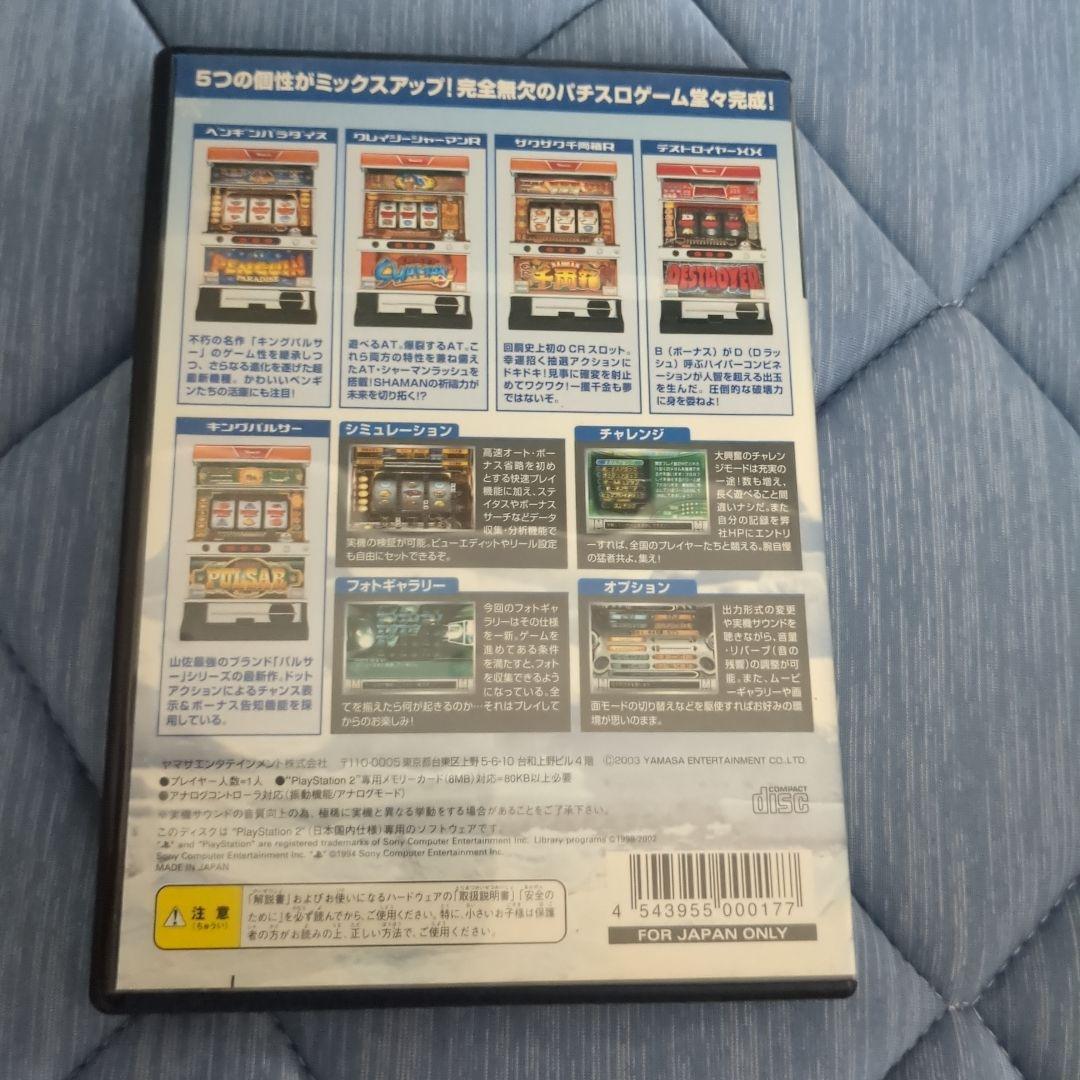 5つの個性がミックスアップ!完全無欠のパチスロゲーム堂々完成!
ペンギンパラダイス
PENGUIN
PARADISE
不朽の名作「キングパルサ
ー」のゲーム性を継承しつ
つ、さらなる進化を遂げた超
最新機種。かわいいペンギ
ンたちの活躍にも注目!
クレイジーシャーマンR
遊べるAT。爆裂するAT。こ
れら両方の特性を兼ね備え
たAT・シャーマンラッシュを
搭載!SHAMANの祈祷力が
未来を切り拓く!?
ザクザク千両箱R
千両箱
回胴史上初のCRスロット。
幸運招く抽選アクションに
ドキドキ!見事に確変を射止
めてワクワク!一攫千金も夢
ではないぞ。
デストロイヤーXX
DESTROYER
B(ボーナス)がD(Dラッ
シュ)呼ぶハイパーコンビネ
ーションが人智を超える出玉
を生んだ。圧倒的な破壊力
に身を委ねよ!
キングパルサー
PULSAR
山佐最強のブランド「パルサ
ー」シリーズの最新作。ドット
アクションによるチャンス表
示&ボーナス告知機能を採
用している。
シミュレーション
高速オート・ボー
ナス省略を初め
とする快速プレイ
機能に加え、ステ
イタスやボーナス
サーチなどデータ
収集・分析機能で
実機の検証が可能。ビューエディットやリール設定
も自由にセットできるぞ。
チャレンジ
大興奮のチャレン
ジモードは充実の
一途!数も増え、
長く遊べること間
違いナシだ。また
自分の記録を弊
社HPにエントリ
ーすれば、全国のプレイヤーたちと競える。腕自慢
の猛者共よ、集え!
フォトギャラリー
今回のフォトギャ
ラリーはその仕様
を一新。ゲームを
進めてある条件
を満たすと、フォト
を収集できるよう
になっている。全
てを揃えたら何が起きるのか…それはプレイして
からのお楽しみ!
オプション
出力形式の変更
や実機サウンドを
聴きながら、音量
・リバーブ(音の
残響)の調整が可
能。また、ムービ
ーギャラリーや画
面モードの切り替えなどを駆使すればお好みの環
境が思いのまま。
ヤマサエンタテインメント株式会社 〒110-0005 東京都台東区上野5-6-10 台和上野ビル4階 ©2003 YAMASA ENTERTAINMENT CO.LTD.
●プレイヤー人数=1人 ●"PlayStation 2"専用メモリーカード(8MB)対応=80KB以上必要
●アナログコントローラ対応(振動機能/アナログモード)
※実機サウンドの音質向上の為、極稀に実機と異なる挙動をする場合があることをご了承下さい。
このディスクは "PlayStation 2" (日本国内仕様)専用のソフトウェアです。
and "PlayStation" are registered trademarks of Sony Computer Entertainment Inc. Library programs ©1998-2002
Sony Computer Entertainment Inc. ©1994 Sony Computer Entertainment Inc.
MADE IN JAPAN
COMPACT
disc
注意
(ちゅうい)
「解説書」およびお使いになるハードウェアの「取扱説明書」「安全の
ために」を必ず読んでから、ご使用ください。特に、小さいお子様は保護
者の方がお読みの上、正しい方法で、ご使用ください。
4 543955 000177
FOR JAPAN ONLY